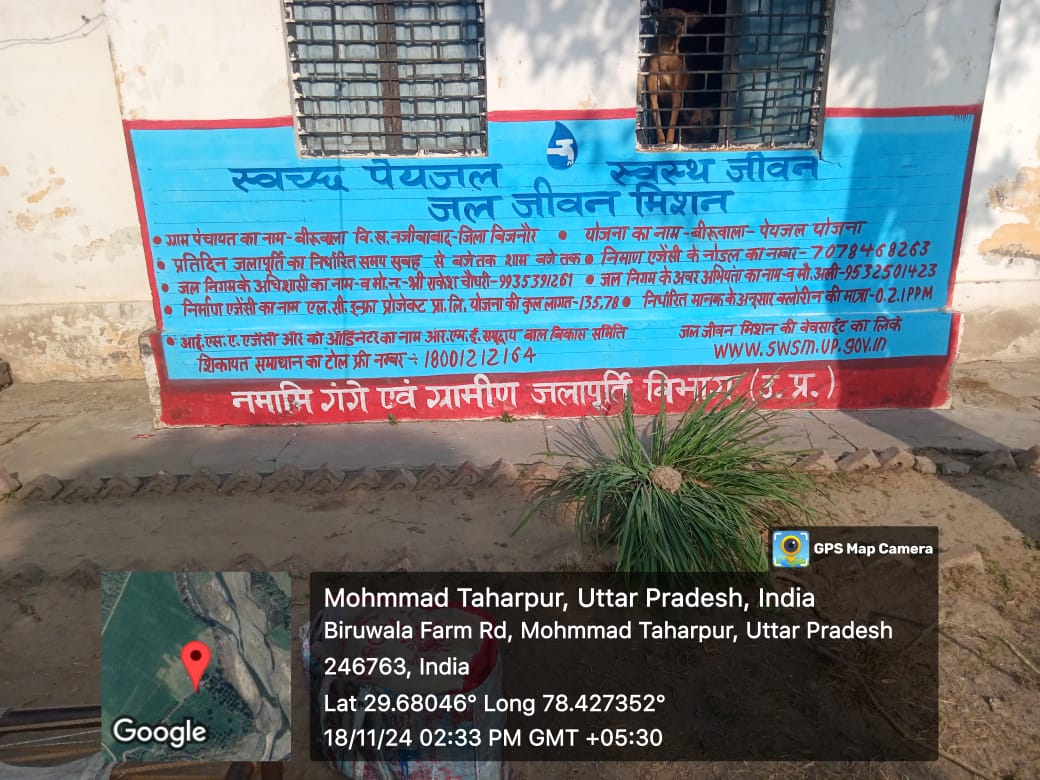 स्वच्छ पेयजल स्वस्थ जीवन
जल जीवन मिशन
• ग्राम पंचायत का नाम-बीरूवाला वि.ख. नजीबाबाद-जिला बिजनौर • योजना का नाम-बीरूवाला- पेयजल योजना
• प्रतिदिन जलापूर्ति का निर्धारित समय सुबह से बजे तक शाम बजे तक • निर्माण एजेंसी के नोडल का नम्बर-7078468263
• जल निगम के अधिशासी का नाम-व मो.न.-श्री राकेश चौधरी-9935391261 • जल निगम के अवर अभियंता का नाम-व मौ.अली-9532501423
• निर्माण एजेंसी का नाम एल.सी.इन्फ्रा प्रोजेक्ट प्रा.लि. योजना की कुल लागत-135.78 • निर्धारित मानक के अनुसार क्लोरीन की मात्रा-0.2.1PPM
• आई.एस.ए.एजेंसी और को ऑर्डिनेटर का नाम आर.एम.ई. समुदाय बाल विकास समिति जल जीवन मिशन की वेबसाईट का लिंक
शिकायत समाधान का टोल फ्री नम्बर÷18001212164 www.swsm.up.gov.in
नमामि गंगे एवं ग्रामीण जलापूर्ति विभाग (उ.प्र.)
GPS Map Camera
Mohmmad Taharpur, Uttar Pradesh, India
Biruwala Farm Rd, Mohmmad Taharpur, Uttar Pradesh
246763, India
Lat 29.68046° Long 78.427352°
18/11/24 02:33 PM GMT +05:30
Google